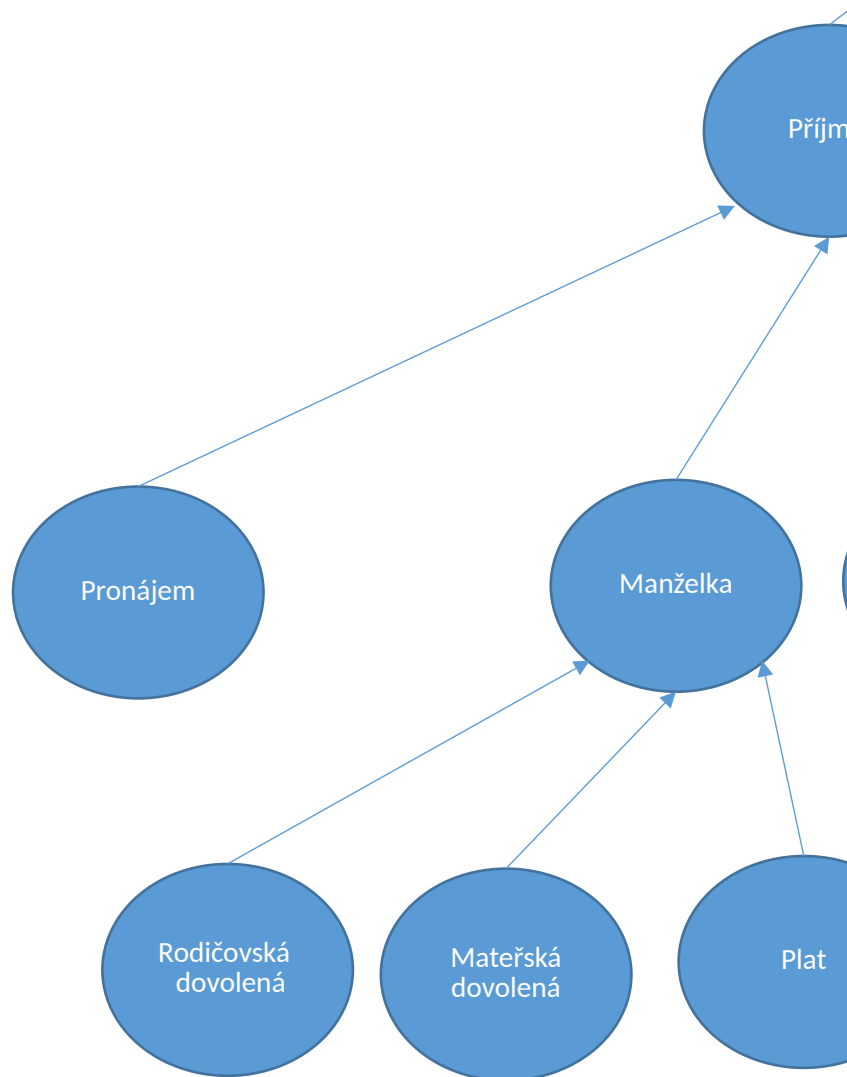 Příjm
Pronájem
Manželka
Rodičovská
dovolená
Mateřská
dovolená
Plat